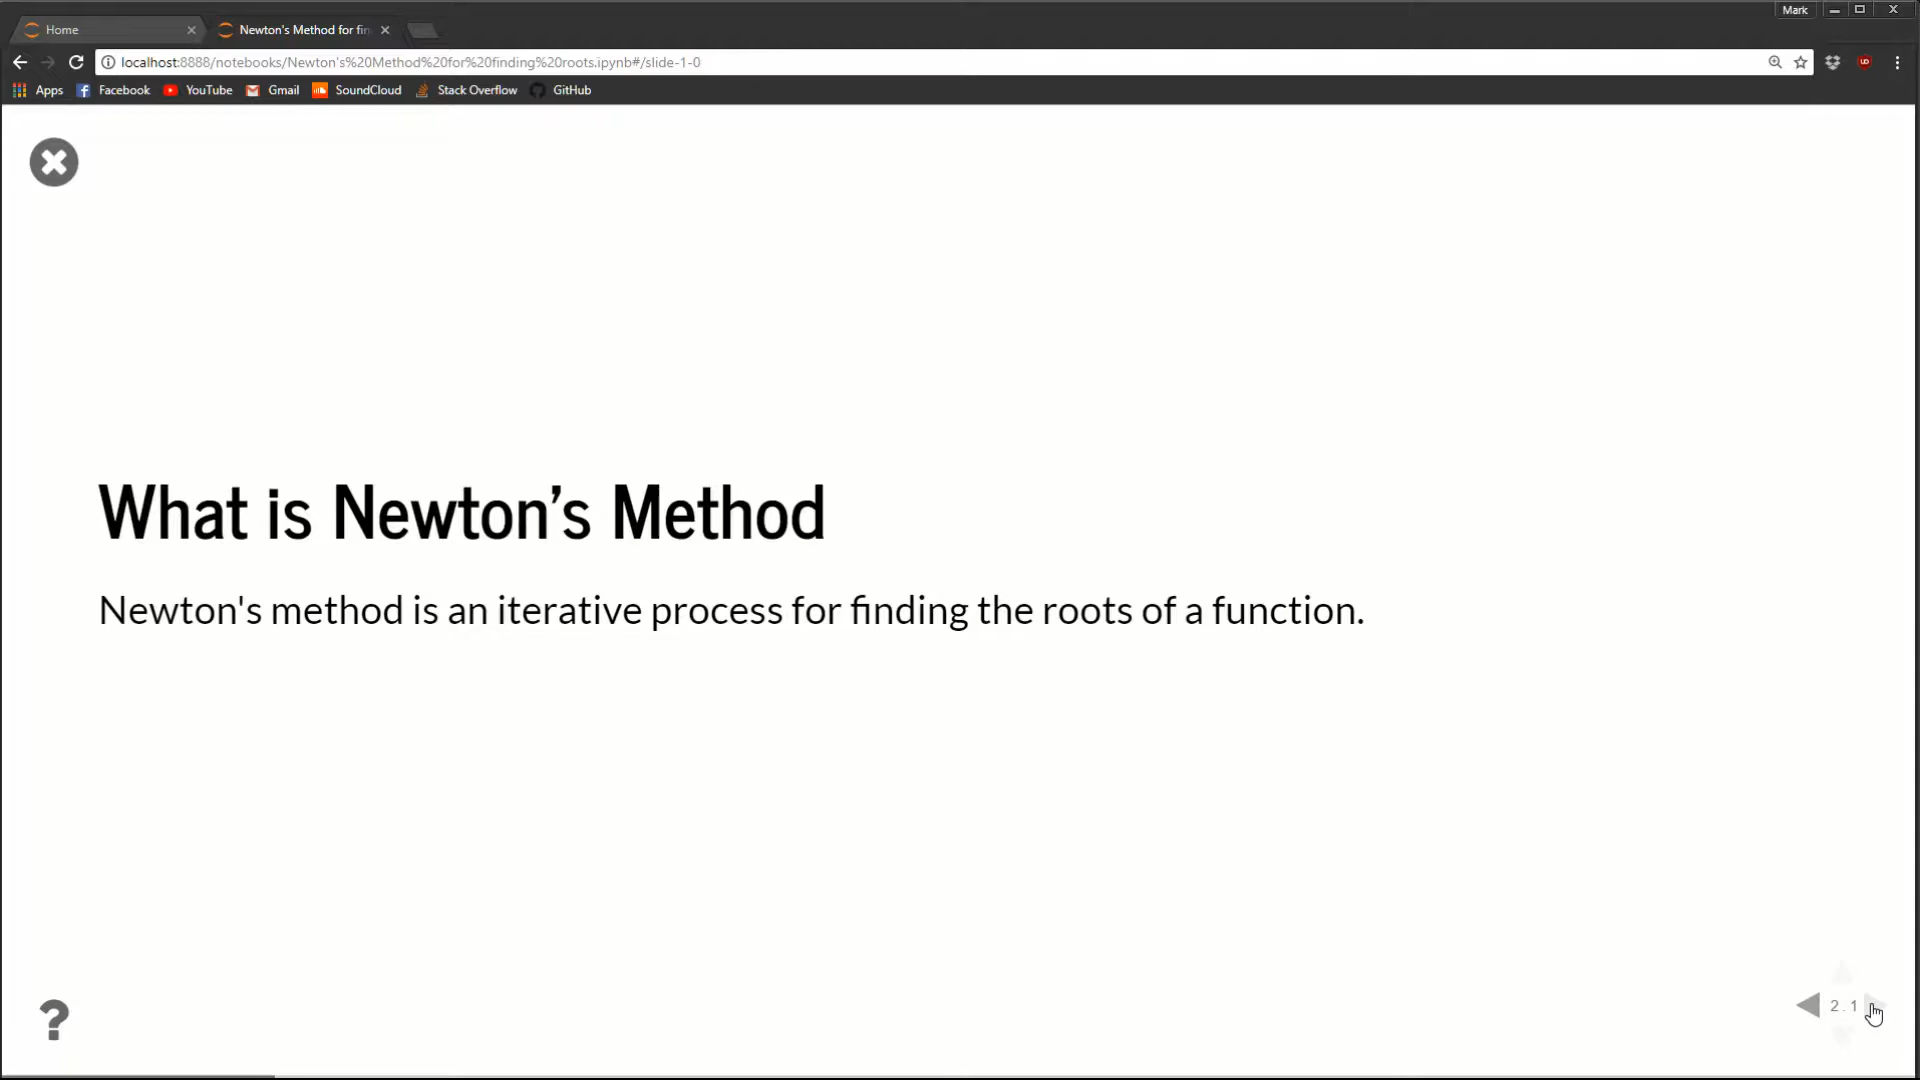 Mark
Home
Newton's Method for fin
localhost:8888/notebooks/Newton's%20Method%20for%20finding%20roots.ipynb#/slide-1-0
Apps Facebook YouTube Gmail SoundCloud Stack Overflow GitHub
What is Newton’s Method
Newton's method is an iterative process for finding the roots of a function.
?
2.1